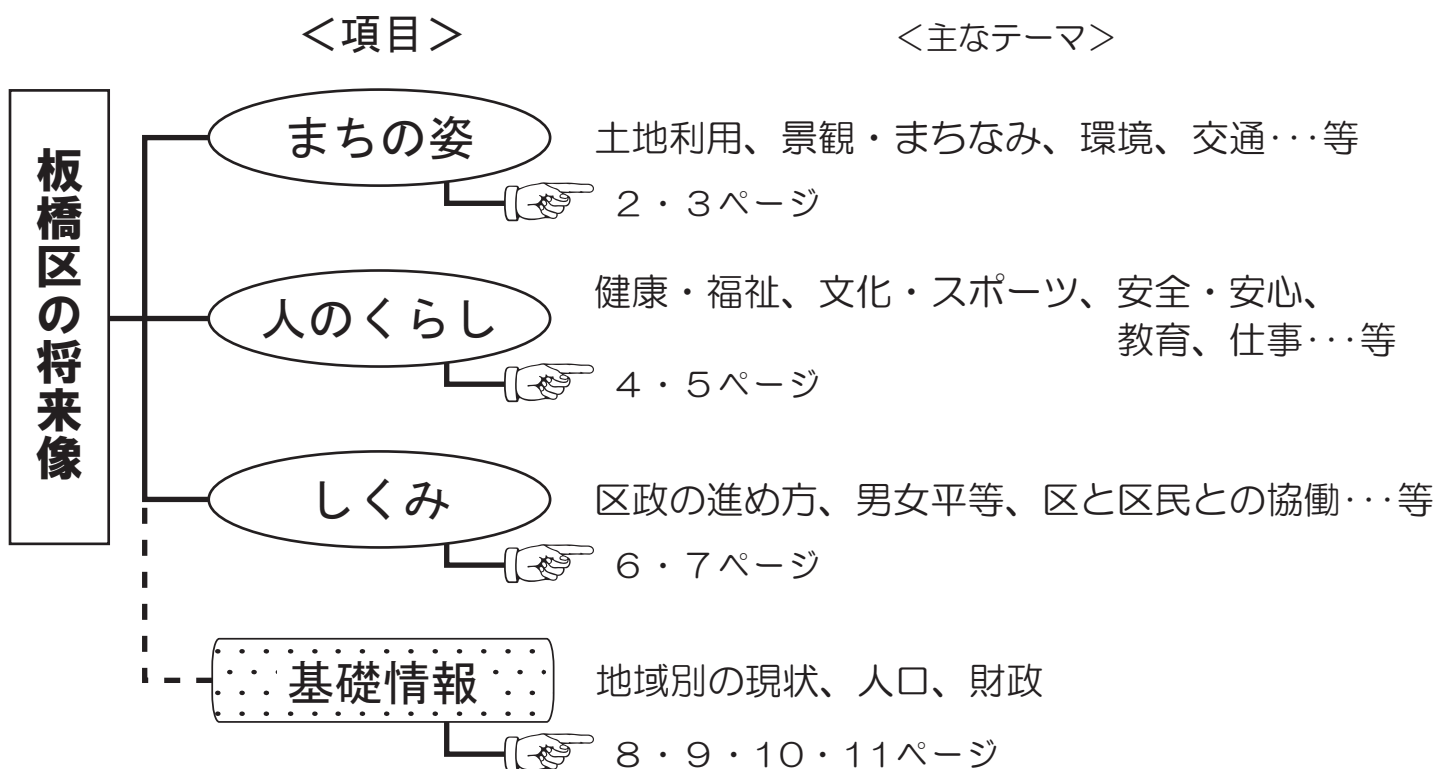 <項目>
<主なテーマ>
板橋区の将来像
まちの姿
土地利用、景観・まちなみ、環境、交通･･･等
２・３ページ
人のくらし
健康・福祉、文化・スポーツ、安全・安心、
教育、仕事･･･等
４・５ページ
しくみ
区政の進め方、男女平等、区と区民との協働･･･等
６・７ページ
基礎情報
地域別の現状、人口、財政
８・９・10・11ページ